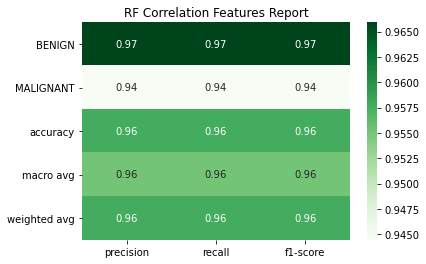 RF Correlation Features Report
BENIGN 0.97 0.97 0.97
MALIGNANT 0.94 0.94 0.94
accuracy 0.96 0.96 0.96
macro avg 0.96 0.96 0.96
weighted avg 0.96 0.96 0.96
precision recall f1-score
0.9650
0.9625
0.9600
0.9575
0.9550
0.9525
0.9500
0.9475
0.9450